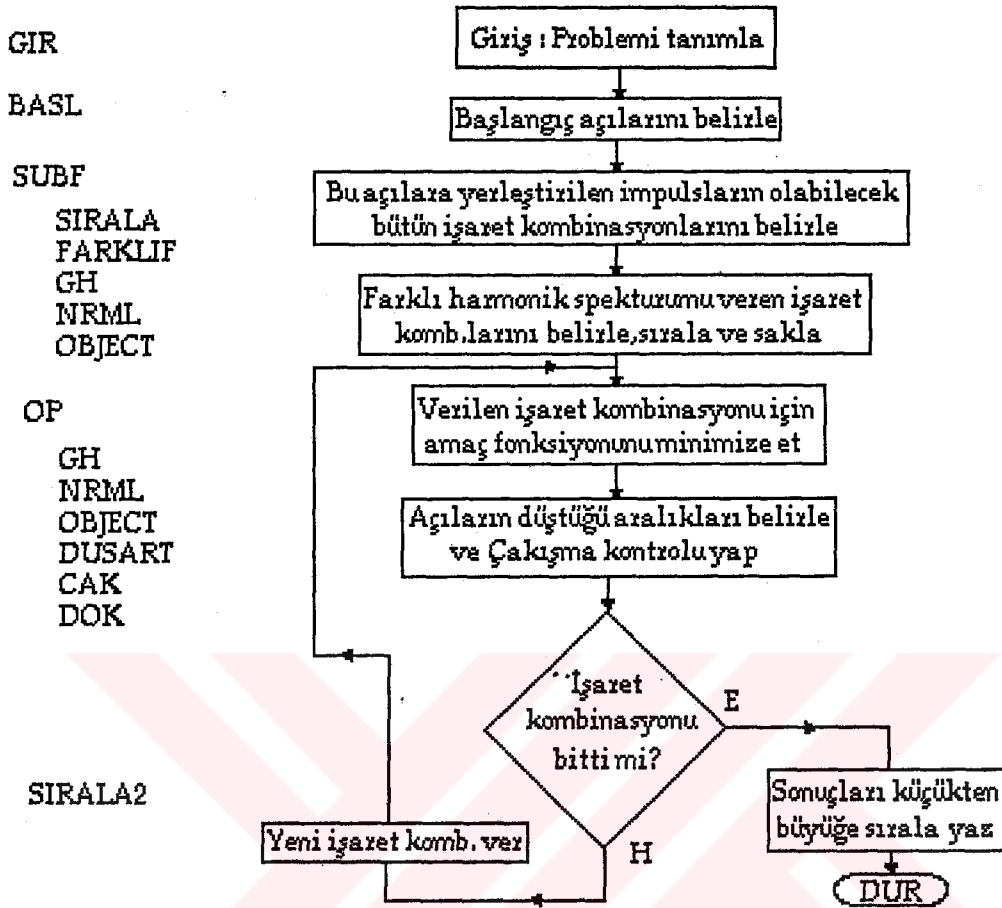 GIR
Giriş : Problemi tanımla
BASL
Başlangıç açılarını belirle
SUBF
Bu açılara yerleştirilen impulsların olabilecek
bütün işaret kombinasyonlarını belirle
SIRALA
FARKLIF
GH
NRML
OBJECT
Farklı harmonik spekturumu veren işaret
komb.larını belirle,sırala ve sakla
OP
Verilen işaret kombinasyonu için
amaç fonksiyonunu minimize et
GH
NRML
OBJECT
DUSART
CAK
DOK
Açıların düştüğü aralıkları belirle
ve Çakışma kontrolu yap
İşaret
kombinasyonu
bitti mi?
E
SIRALA2
Sonuçları küçükten
büyüğe sırala yaz
Yeni işaret komb. ver
H
DUR